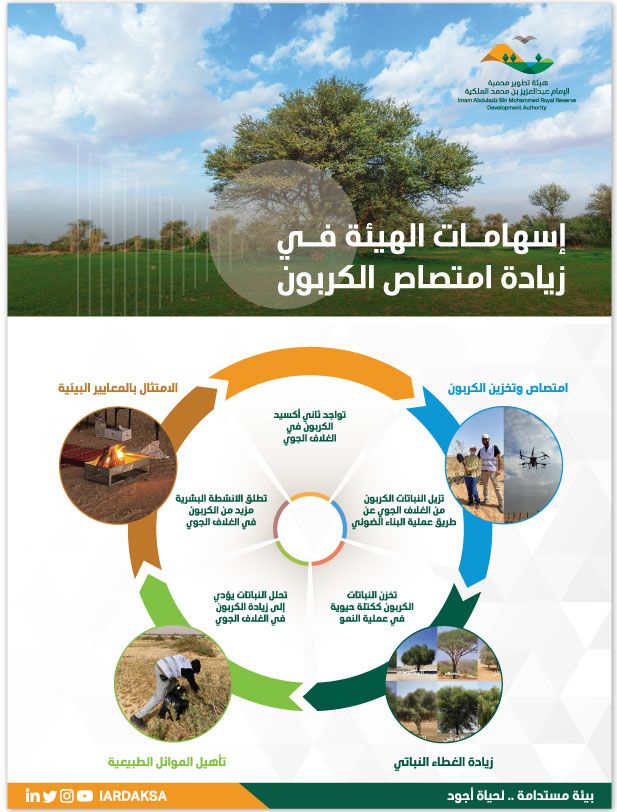 هيئة تطوير محمية
الإمام عبدالعزيز بن محمد الملكية
Imam Abdulaziz Bin Mohammed Royal Reserve
Development Authority
إسهامـات الهيئة فـي
زيادة امتصاص الكربون
امتصاص وتخزين الكربون
الامتثال بالمعايير البيئية
تواجد ثاني أكسيد
الكربون في
الغلاف الجوي
تزيل النباتات الكربون
من الغلاف الجوي عن
طريق عملية البناء الضوئي
تطلق الانشطة البشرية
مزيد من الكربون
في الغلاف الجوي
تخزن النباتات
الكربون ككتلة حيوية
في عملية النمو
تحلل النباتات يؤدي
إلى زيادة الكربون
في الغلاف الجوي
زيادة الغطاء النباتي
تأهيل الموائل الطبيعية
بيئة مستدامة .. لحياة أجود
IARDAKSA